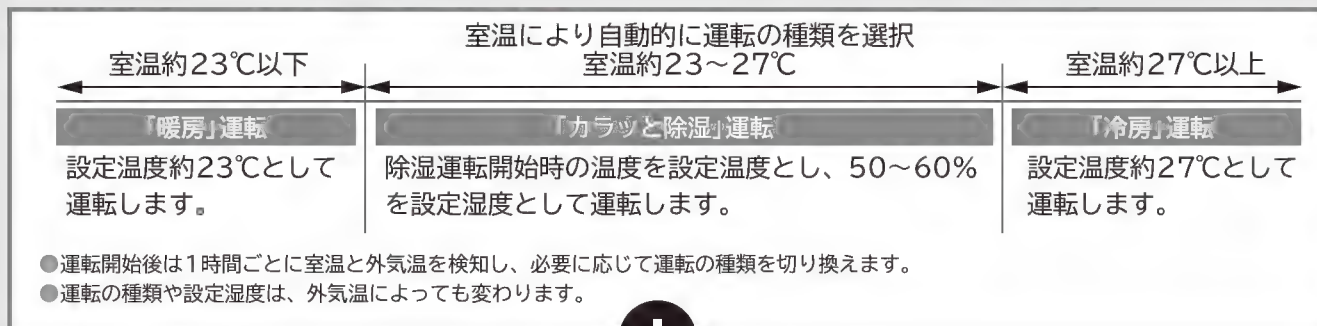 室温により自動的に運転の種類を選択
室温約23℃以下
室温約23～27℃
室温約27℃以上
「暖房」運転
設定温度約23℃として
運転します。
「カラッと除湿」運転
除湿運転開始時の温度を設定温度とし、50～60%
を設定湿度として運転します。
「冷房」運転
設定温度約27℃として
運転します。
●運転開始後は1時間ごとに室温と外気温を検知し、必要に応じて運転の種類を切り換えます。
●運転の種類や設定湿度は、外気温によっても変わります。